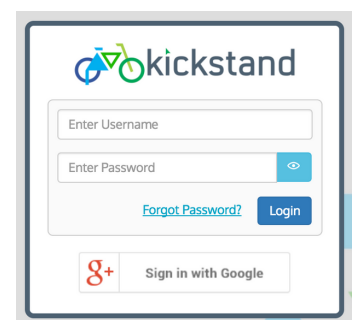 kickstand
Enter Username
Enter Password
Forgot Password? Login
g+ Sign in with Google